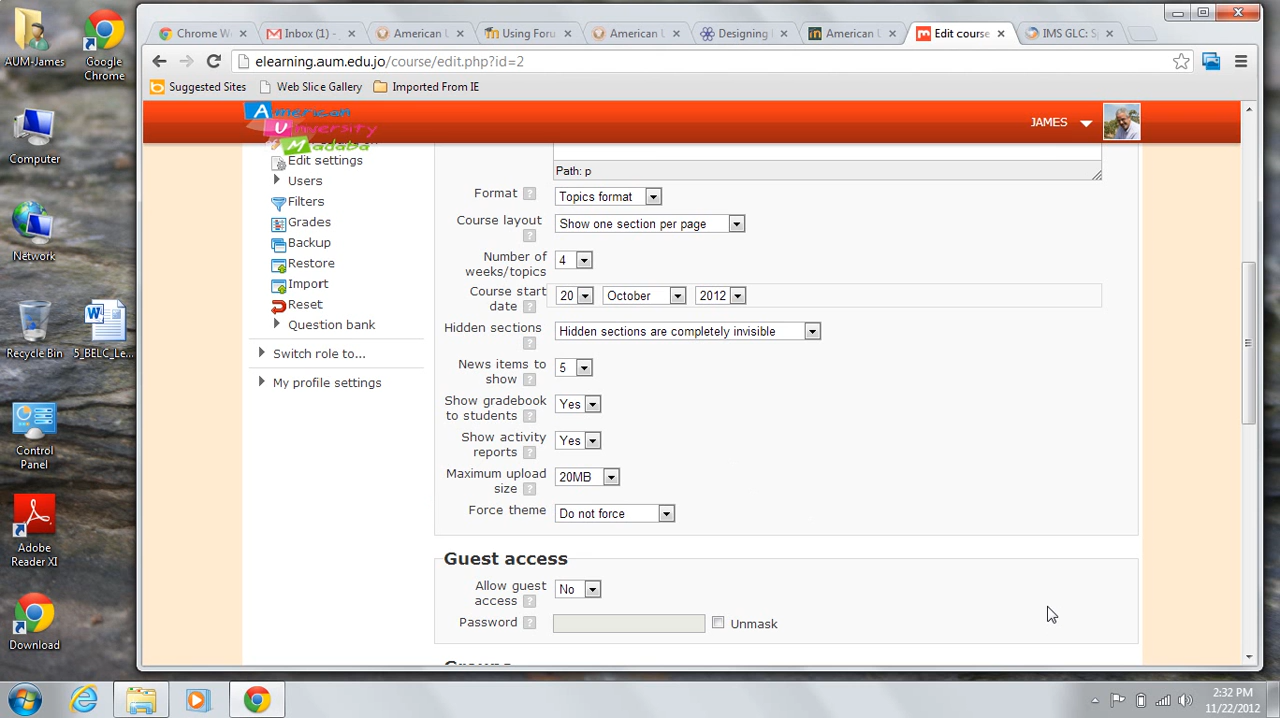 AUM-James
Google Chrome
Computer
Network
Recycle Bin
5_BELC_Le...
Control Panel
Adobe Reader XI
Download
Chrome W
Inbox (1) -
American
Using Fon
American
Designing
American
Edit course
IMS GLC: S
elearning.aum.edu.jo/course/edit.php?id=2
Suggested Sites
Web Slice Gallery
Imported From IE
American
University
Madaba
JAMES
Edit settings
Users
Filters
Grades
Backup
Restore
Import
Reset
Question bank
Switch role to...
My profile settings
Path: p
Format ?
Topics format
Course layout ?
Show one section per page
Number of weeks/topics
4
Course start date ?
20 October 2012
Hidden sections ?
Hidden sections are completely invisible
News items to show ?
5
Show gradebook to students ?
Yes
Show activity reports ?
Yes
Maximum upload size ?
20MB
Force theme
Do not force
Guest access
Allow guest access ?
No
Password ?
Unmask
Groups
2:32 PM
11/22/2012